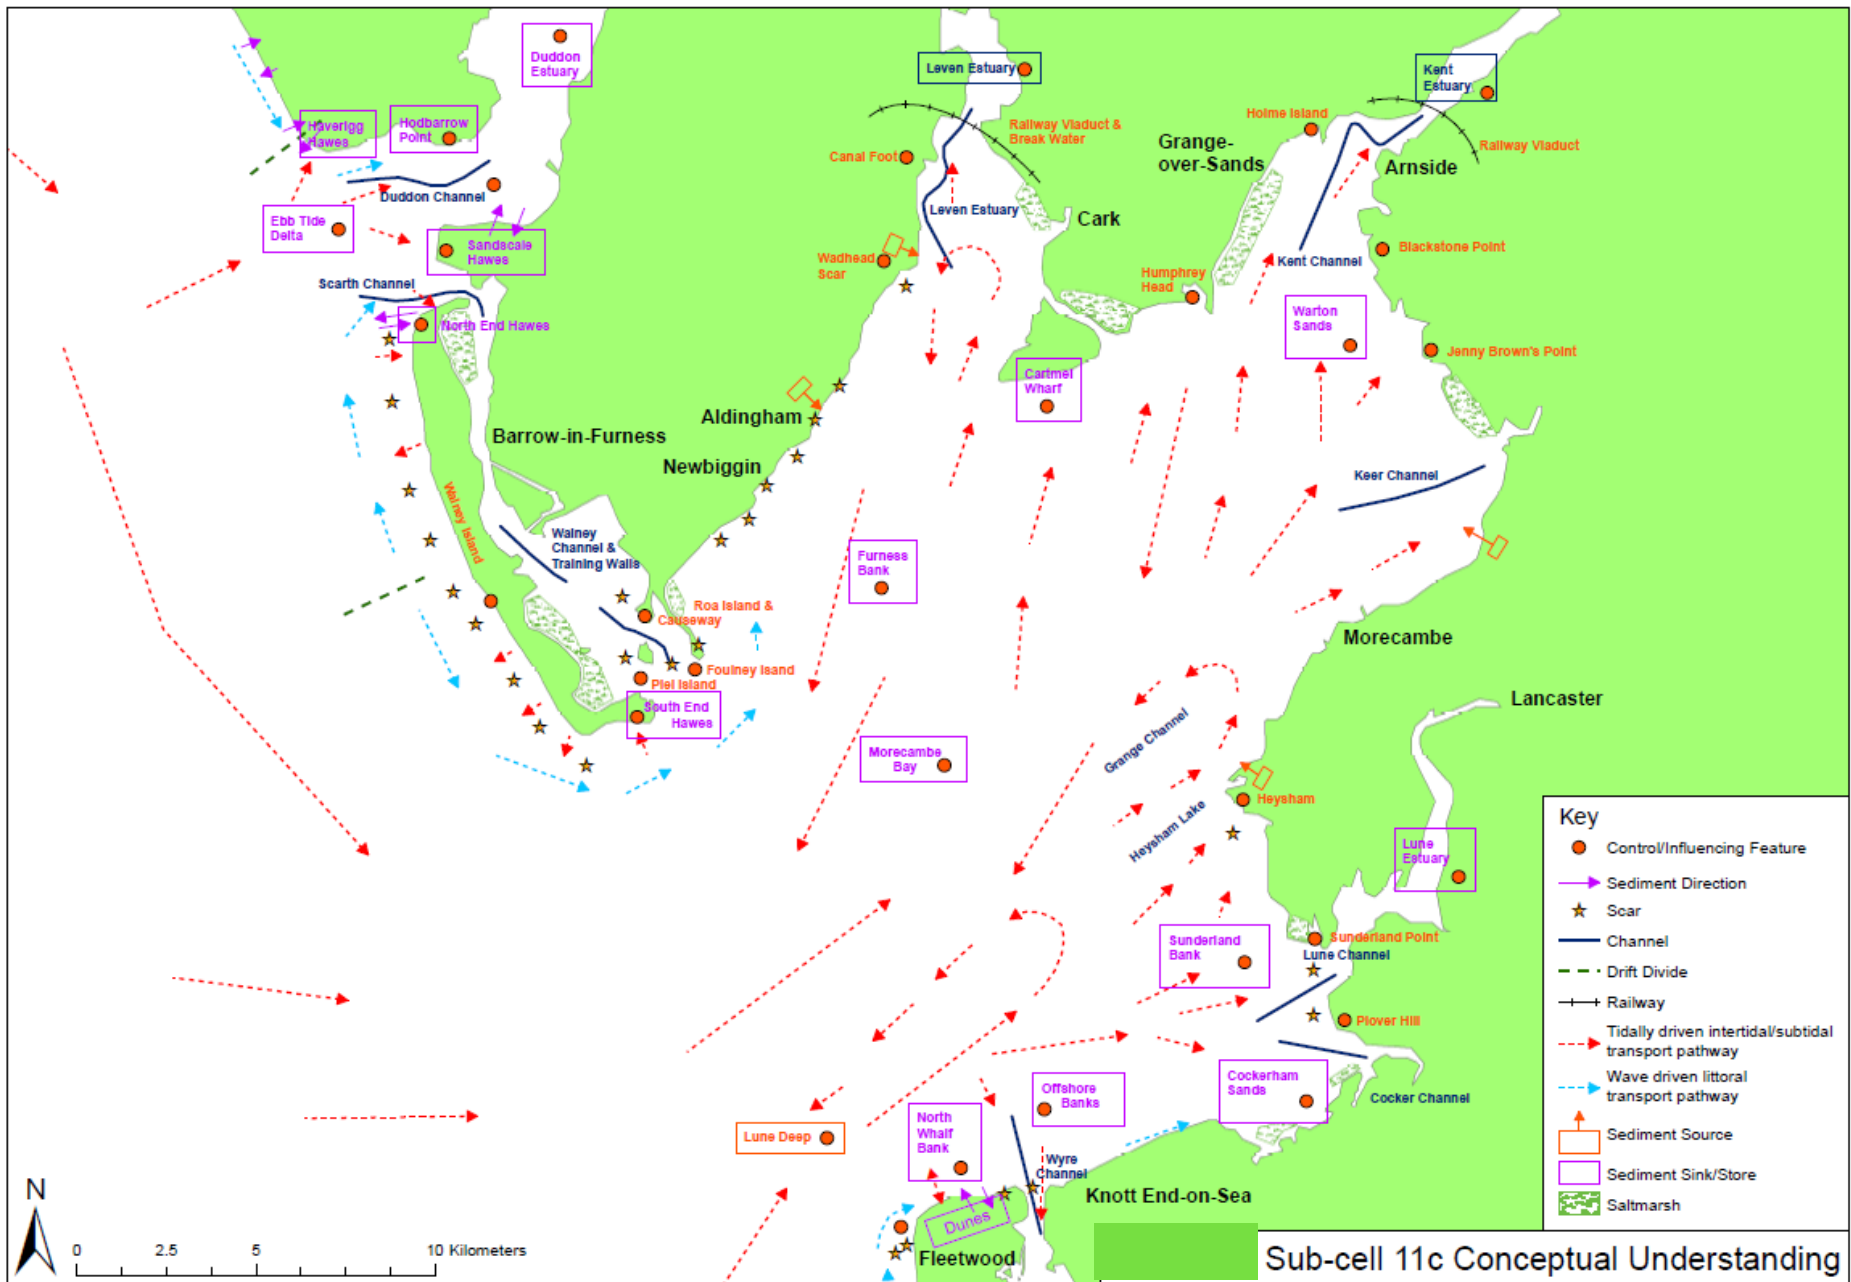 Duddon
Estuary
Leven Estuary
Kent
Estuary
Haverigg
Hawes
Hodbarrow
Point
Railway Viaduct &
Break Water
Holme Island
Canal Foot
Grange-
over-Sands
Railway Viaduct
Arnside
Duddon Channel
Leven Estuary
Cark
Ebb Tide
Delta
Sandscale
Hawes
Wadhead
Scar
Blackstone Point
Kent Channel
Humphrey
Head
Scarth Channel
Warton
Sands
North End Hawes
Jenny Brown's Point
Cartmel
Wharf
Aldingham
Barrow-in-Furness
Newbiggin
Keer Channel
Walney Island
Walney
Channel &
Training Walls
Furness
Bank
Roa Island &
Causeway
Morecambe
Foulney Isand
Piel Island
South End
Hawes
Lancaster
Grange Channel
Morecambe
Bay
Heysham
Heysham Lake
Lune
Estuary
Sunderland
Bank
Sunderland Point
Lune Channel
Plover Hill
Offshore
Banks
Cockerham
Sands
Cocker Channel
Lune Deep
North
Whalf
Bank
Wyre
Channel
Knott End-on-Sea
Dunes
Fleetwood
N
0 2.5 5 10 Kilometers
Key
Control/Influencing Feature
Sediment Direction
Scar
Channel
Drift Divide
Railway
Tidally driven intertidal/subtidal
transport pathway
Wave driven littoral
transport pathway
Sediment Source
Sediment Sink/Store
Saltmarsh
Sub-cell 11c Conceptual Understanding